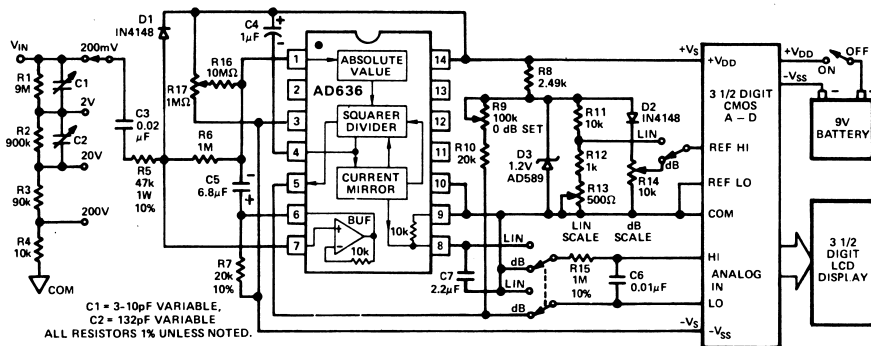 VIN
200mV
R1
9M
C1
2V
R2
900k
C2
20V
R3
90k
200V
R4
10k
COM
C1 = 3-10pF VARIABLE,
C2 = 132pF VARIABLE
ALL RESISTORS 1% UNLESS NOTED.
D1
IN4148
C3
0.02
μF
R5
47k
1W
10%
R6
1M
R17
1MΩ
R16
10MΩ
C4
1μF
+
−
C5
6.8μF
−
+
R7
20k
10%
AD636
ABSOLUTE
VALUE
SQUARER
DIVIDER
CURRENT
MIRROR
BUF
+
−
10k
10k
1
2
3
4
5
6
7
14
13
12
11
10
9
8
R8
2.49k
R9
100k
0 dB SET
R10
20k
D3
1.2V
AD589
R11
10k
R12
1k
R13
500Ω
LIN
SCALE
D2
IN4148
LIN
dB
R14
10k
dB
SCALE
C7
2.2μF
LIN
dB
LIN
dB
R15
1M
10%
C6
0.01μF
+VS
−VS
+VDD
3 1/2 DIGIT
CMOS
A – D
REF HI
REF LO
COM
HI
ANALOG
IN
LO
−VSS
+VDD
−VSS
ON
OFF
+
−
9V
BATTERY
3 1/2
DIGIT
LCD
DISPLAY